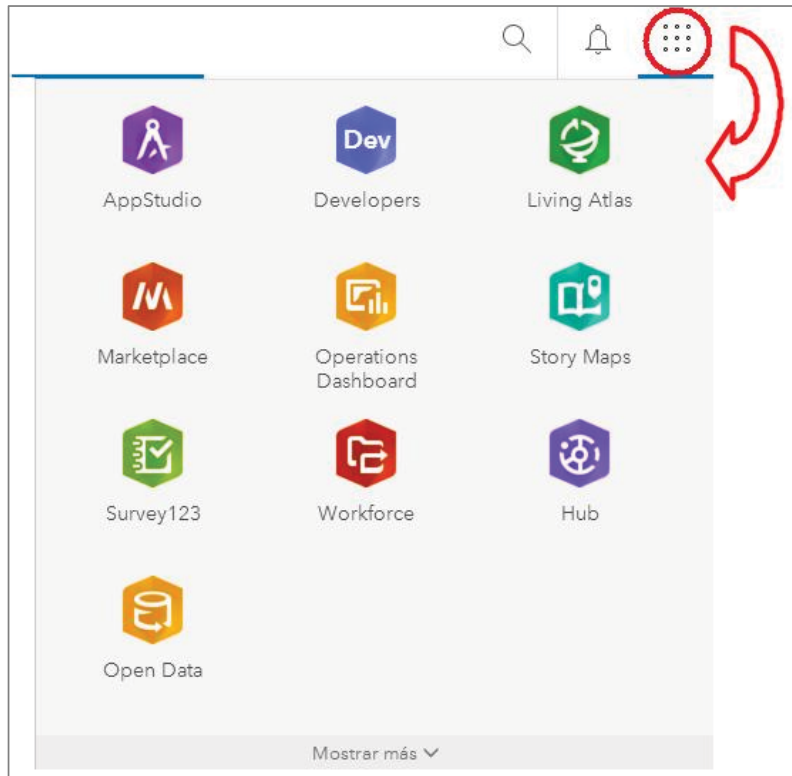 Dev
AppStudio
Developers
Living Atlas
Marketplace
Operations
Dashboard
Story Maps
Survey123
Workforce
Hub
Open Data
Mostrar más